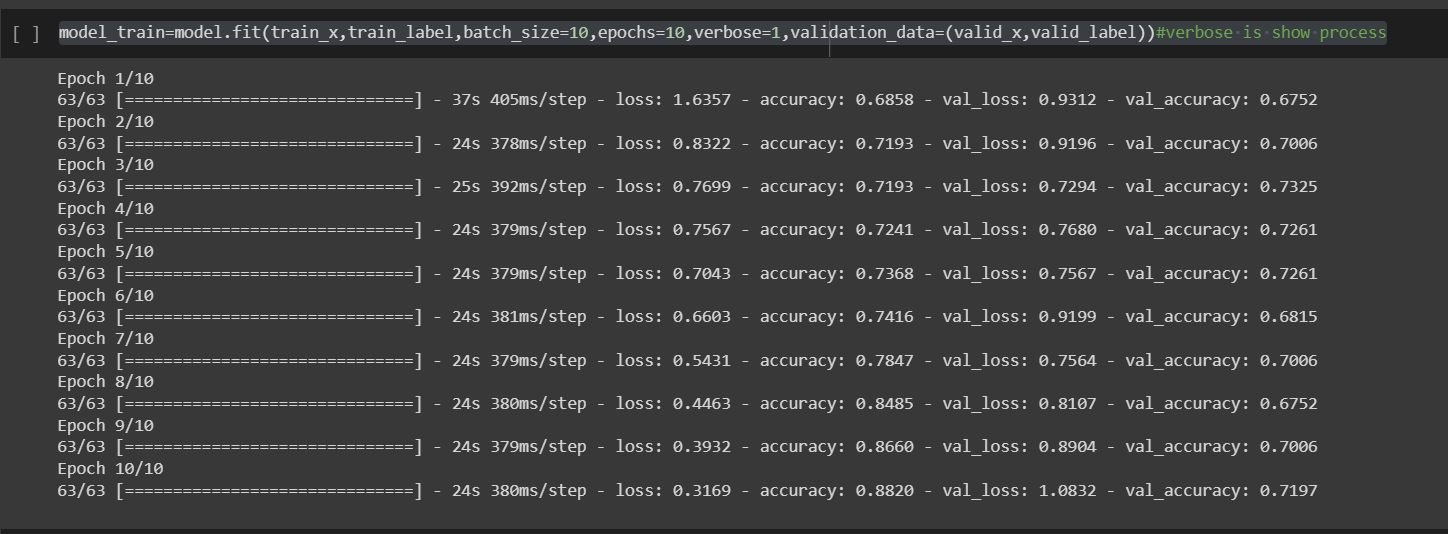 [ ] model_train=model.fit(train_x,train_label,batch_size=10,epochs=10,verbose=1,validation_data=(valid_x,valid_label))#verbose is show process
Epoch 1/10
63/63 [==============================] - 37s 405ms/step - loss: 1.6357 - accuracy: 0.6858 - val_loss: 0.9312 - val_accuracy: 0.6752
Epoch 2/10
63/63 [==============================] - 24s 378ms/step - loss: 0.8322 - accuracy: 0.7193 - val_loss: 0.9196 - val_accuracy: 0.7006
Epoch 3/10
63/63 [==============================] - 25s 392ms/step - loss: 0.7699 - accuracy: 0.7193 - val_loss: 0.7294 - val_accuracy: 0.7325
Epoch 4/10
63/63 [==============================] - 24s 379ms/step - loss: 0.7567 - accuracy: 0.7241 - val_loss: 0.7680 - val_accuracy: 0.7261
Epoch 5/10
63/63 [==============================] - 24s 379ms/step - loss: 0.7043 - accuracy: 0.7368 - val_loss: 0.7567 - val_accuracy: 0.7261
Epoch 6/10
63/63 [==============================] - 24s 381ms/step - loss: 0.6603 - accuracy: 0.7416 - val_loss: 0.9199 - val_accuracy: 0.6815
Epoch 7/10
63/63 [==============================] - 24s 379ms/step - loss: 0.5431 - accuracy: 0.7847 - val_loss: 0.7564 - val_accuracy: 0.7006
Epoch 8/10
63/63 [==============================] - 24s 380ms/step - loss: 0.4463 - accuracy: 0.8485 - val_loss: 0.8107 - val_accuracy: 0.6752
Epoch 9/10
63/63 [==============================] - 24s 379ms/step - loss: 0.3932 - accuracy: 0.8660 - val_loss: 0.8904 - val_accuracy: 0.7006
Epoch 10/10
63/63 [==============================] - 24s 380ms/step - loss: 0.3169 - accuracy: 0.8820 - val_loss: 1.0832 - val_accuracy: 0.7197